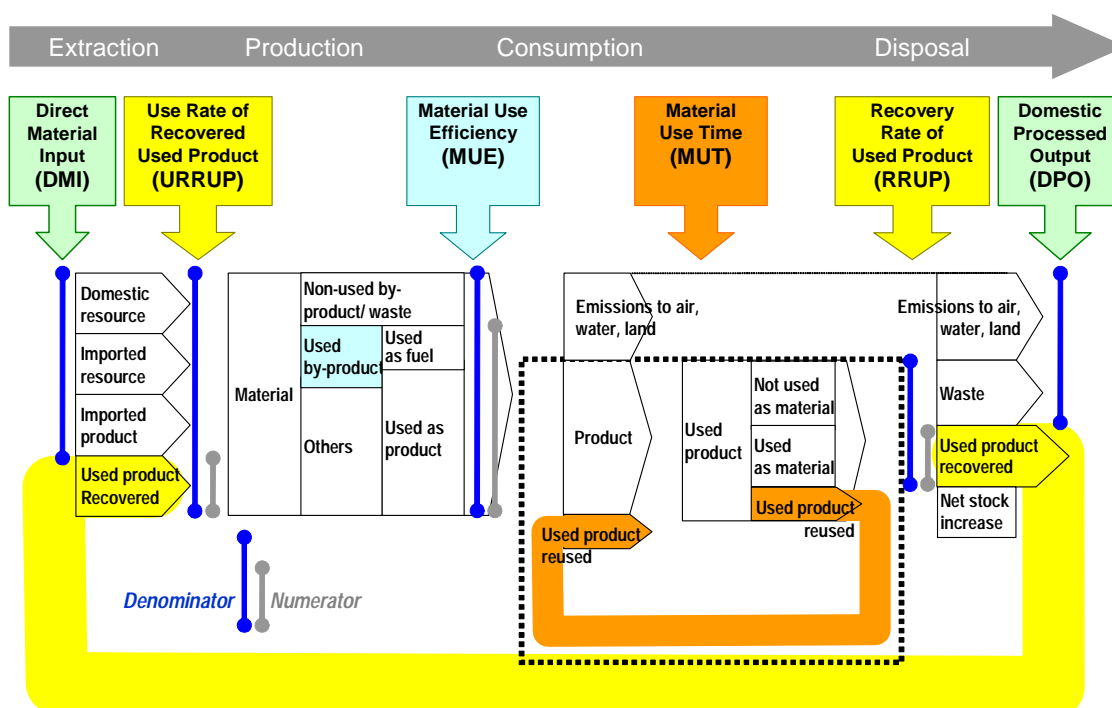 Extraction
Production
Consumption
Disposal
Direct
Material
Input
(DMI)
Use Rate of
Recovered
Used Product
(URRUP)
Material Use
Efficiency
(MUE)
Material
Use Time
(MUT)
Recovery
Rate of
Used Product
(RRUP)
Domestic
Processed
Output
(DPO)
Domestic
resource
Imported
resource
Imported
product
Used product
Recovered
Material
Non-used by-
product/ waste
Used
by-product
Used
as fuel
Others
Used as
product
Emissions to air,
water, land
Product
Used product
reused
Used
product
Not used
as material
Used
as material
Used product
reused
Emissions to air,
water, land
Waste
Used product
recovered
Net stock
increase
Denominator
Numerator